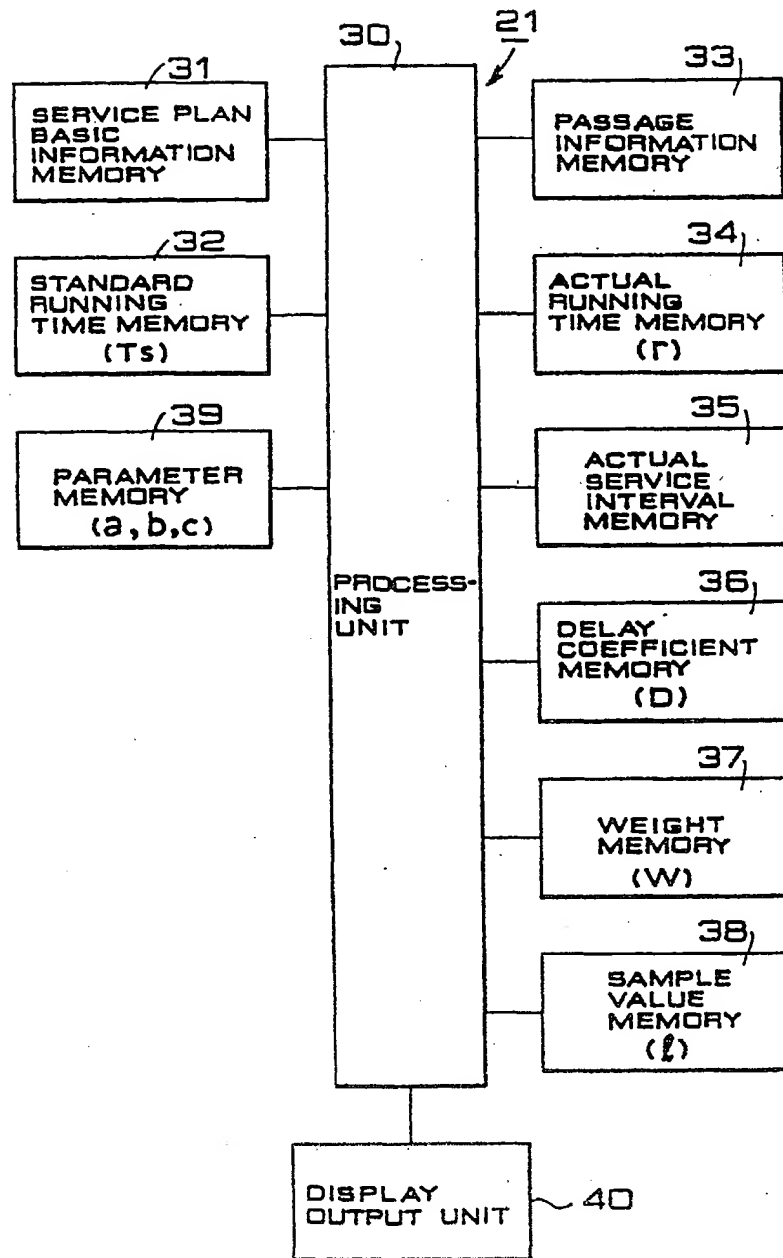 30
21
31
SERVICE PLAN
BASIC
INFORMATION
MEMORY
32
STANDARD
RUNNING
TIME MEMORY
(Ts)
39
PARAMETER
MEMORY
(a,b,c)
PROCESS-
ING
UNIT
33
PASSAGE
INFORMATION
MEMORY
34
ACTUAL
RUNNING
TIME MEMORY
(r)
35
ACTUAL
SERVICE
INTERVAL
MEMORY
36
DELAY
COEFFICIENT
MEMORY
(D)
37
WEIGHT
MEMORY
(W)
38
SAMPLE
VALUE
MEMORY
(ℓ)
DISPLAY
OUTPUT UNIT
40